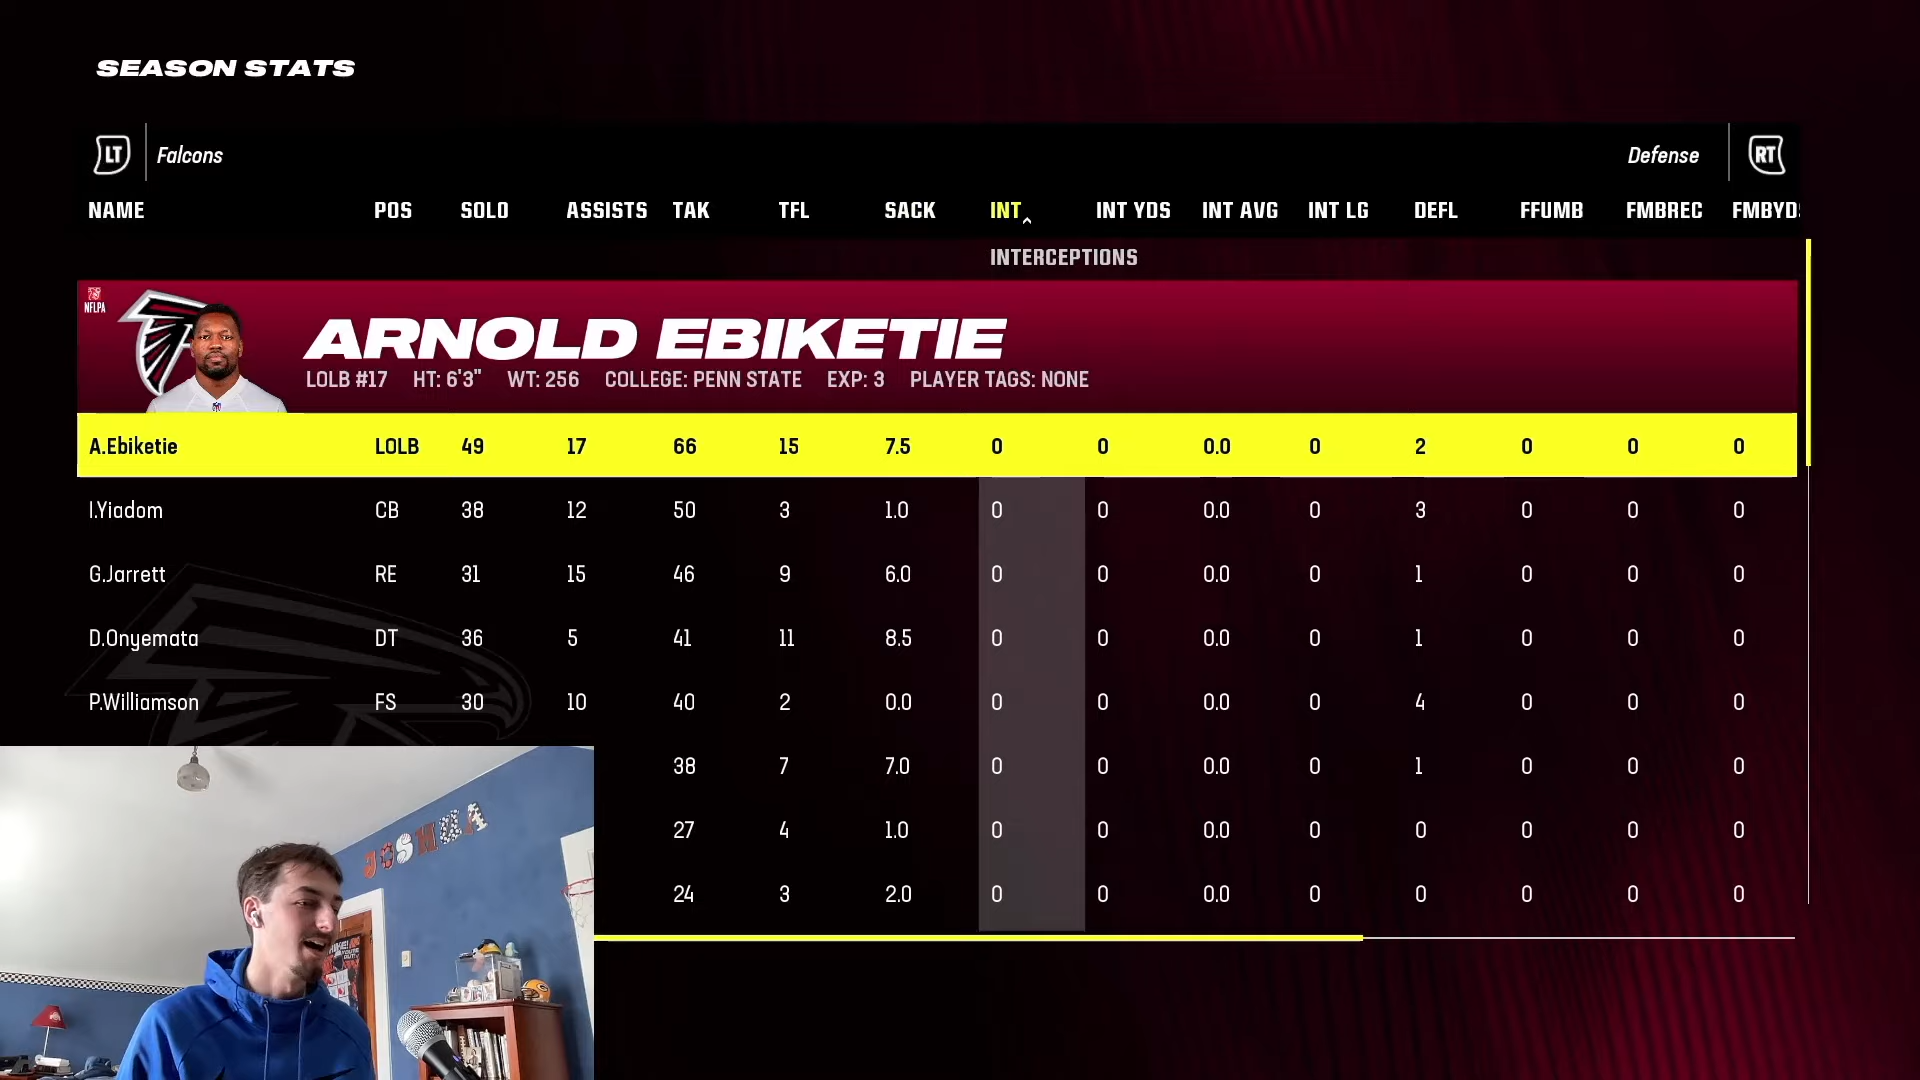 SEASON STATS
LT Falcons Defense RT
NAME POS SOLO ASSISTS TAK TFL SACK INT INT YDS INT AVG INT LG DEFL FFUMB FMBREC
INTERCEPTIONS
NFLPA
ARNOLD EBIKETIE
LOLB #17 HT: 6'3" WT: 256 COLLEGE: PENN STATE EXP: 3 PLAYER TAGS: NONE
A.Ebiketie LOLB 49 17 66 15 7.5 0 0 0.0 0 2 0 0 0
I.Yiadom CB 38 12 50 3 1.0 0 0 0.0 0 3 0 0 0
G.Jarrett RE 31 15 46 9 6.0 0 0 0.0 0 1 0 0 0
D.Onyemata DT 36 5 41 11 8.5 0 0 0.0 0 1 0 0 0
P.Williamson FS 30 10 40 2 0.0 0 0 0.0 0 4 0 0 0
38 7 7.0 0 0 0.0 0 1 0 0 0
27 4 1.0 0 0 0.0 0 0 0 0 0
24 3 2.0 0 0 0.0 0 0 0 0 0
JOSHUA